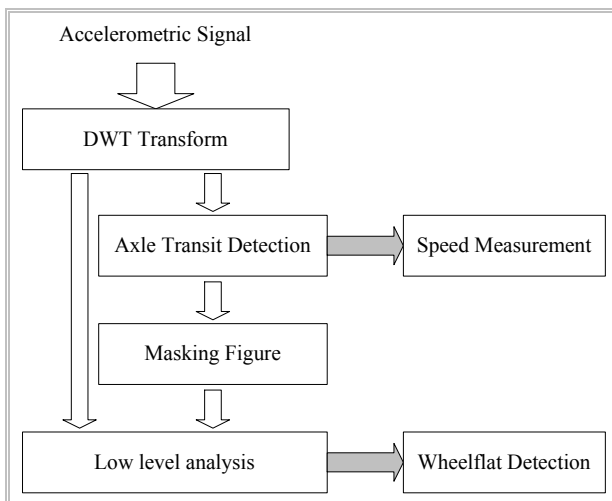 Accelerometric Signal
DWT Transform
Axle Transit Detection
Speed Measurement
Masking Figure
Low level analysis
Wheelflat Detection